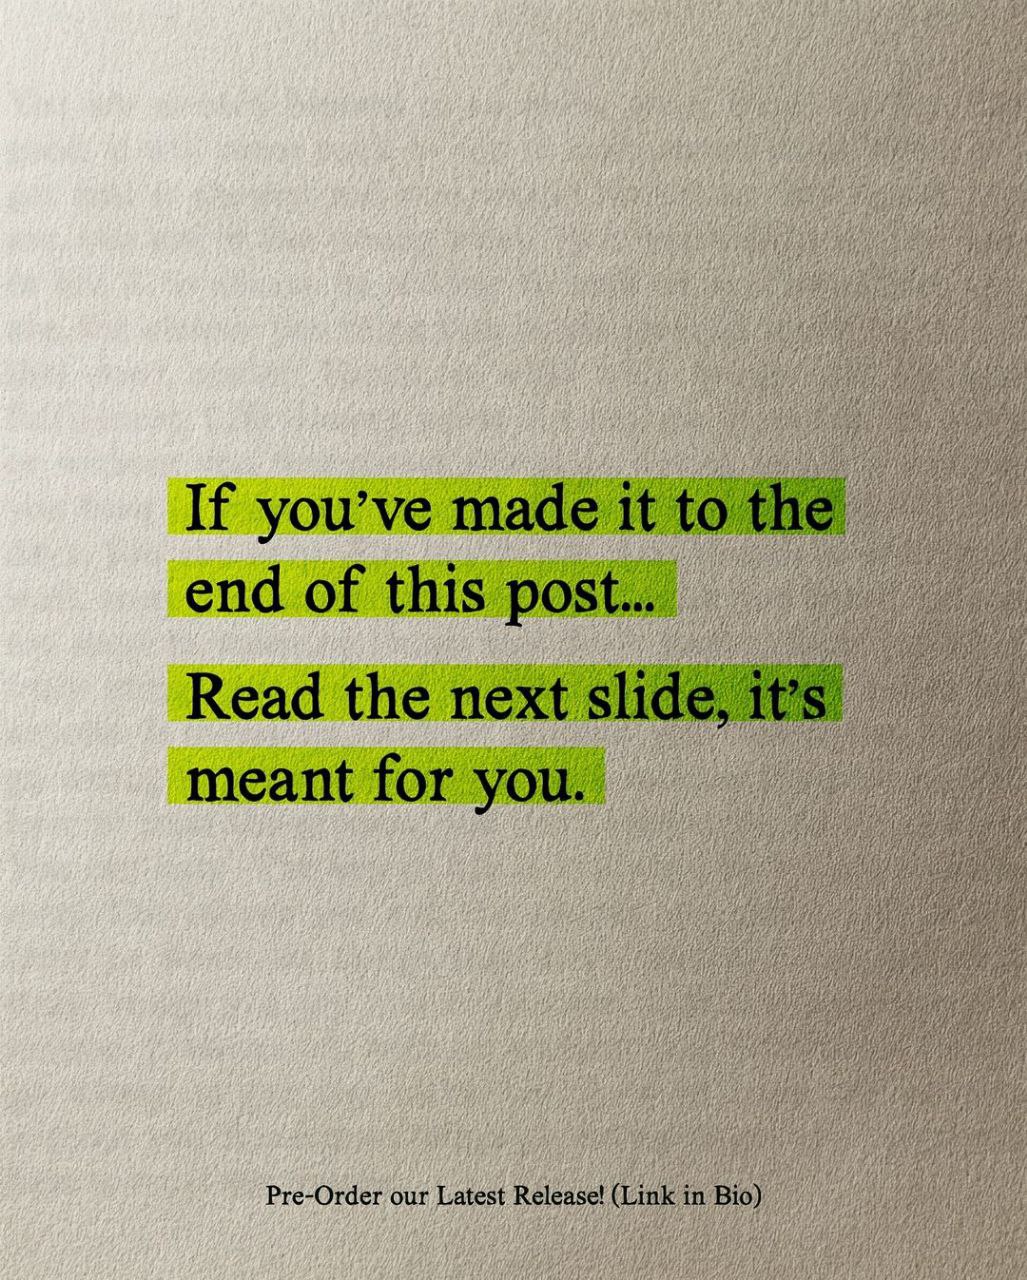 If you’ve made it to the
end of this post...
Read the next slide, it’s
meant for you.
Pre-Order our Latest Release! (Link in Bio)